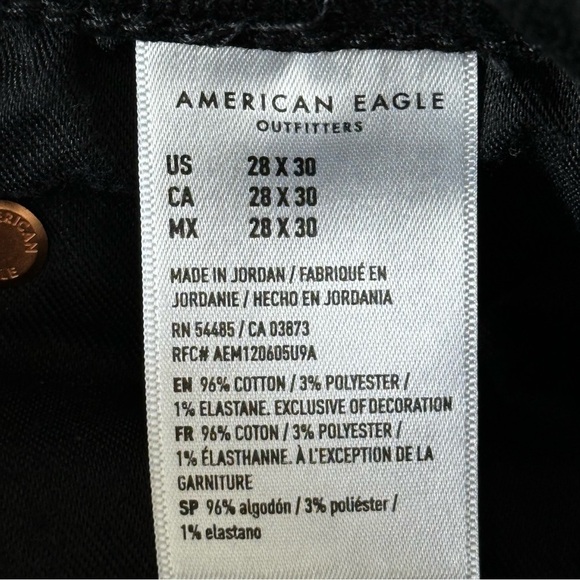 AMERICAN EAGLE
OUTFITTERS
US 28 X 30
CA 28 X 30
MX 28 X 30
MADE IN JORDAN / FABRIQUÉ EN
JORDANIE / HECHO EN JORDANIA
RN 54485 / CA 03873
RFC# AEM120605U9A
EN 96% COTTON / 3% POLYESTER /
1% ELASTANE. EXCLUSIVE OF DECORATION
FR 96% COTON / 3% POLYESTER /
1% ÉLASTHANNE. À L'EXCEPTION DE LA
GARNITURE
SP 96% algodón / 3% poliéster /
1% elastano